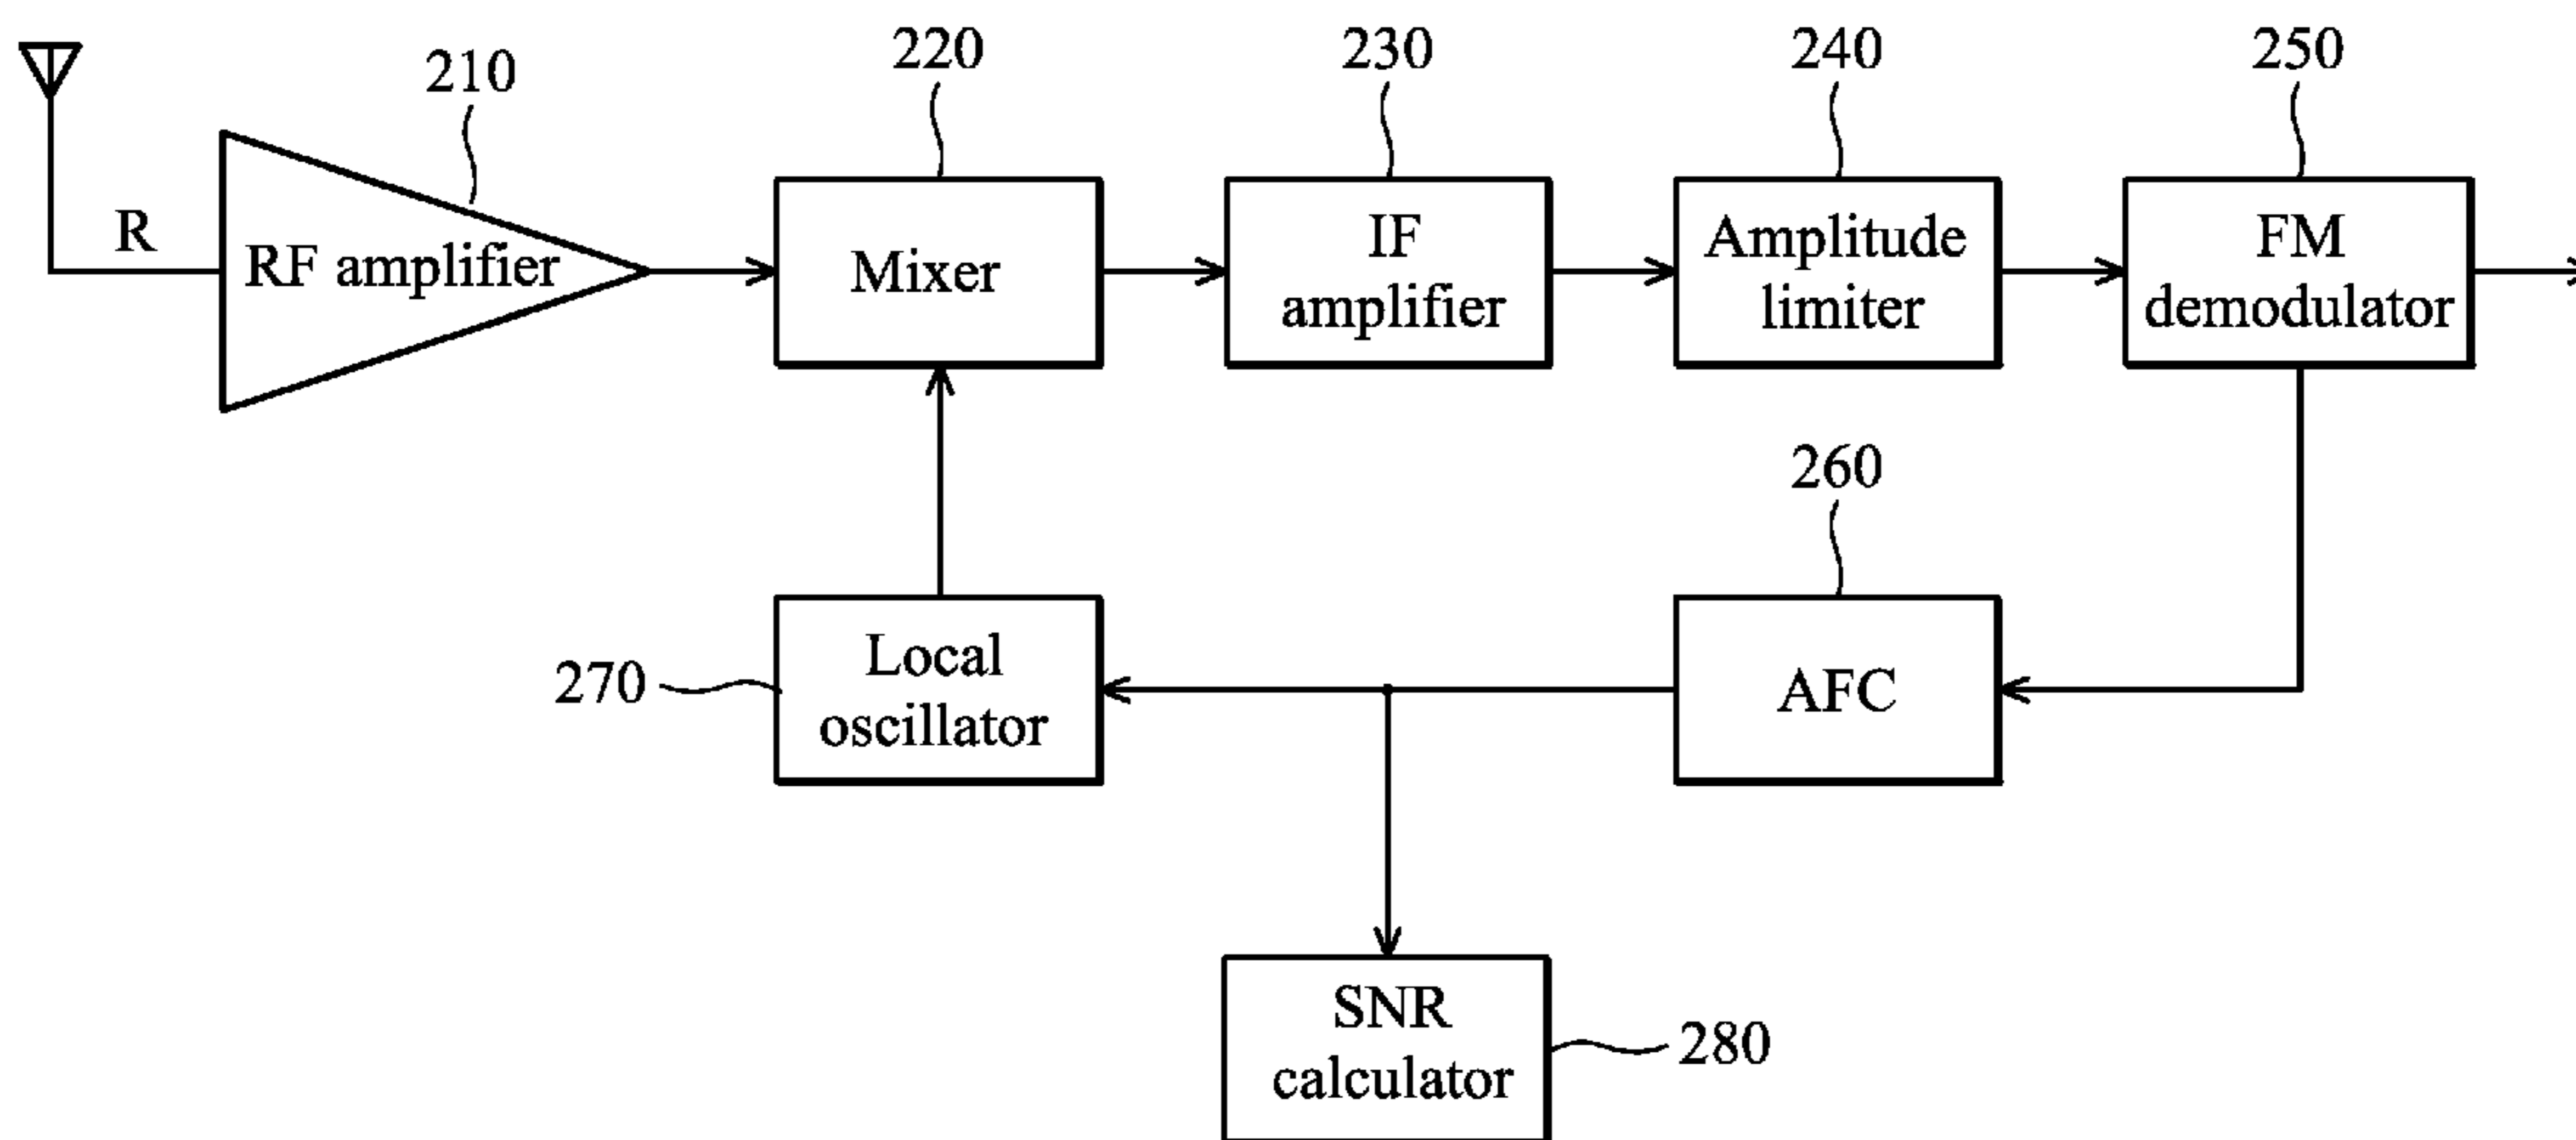 210
220
230
240
250
R
RF amplifier
Mixer
IF
amplifier
Amplitude
limiter
FM
demodulator
260
270
Local
oscillator
AFC
SNR
calculator
280